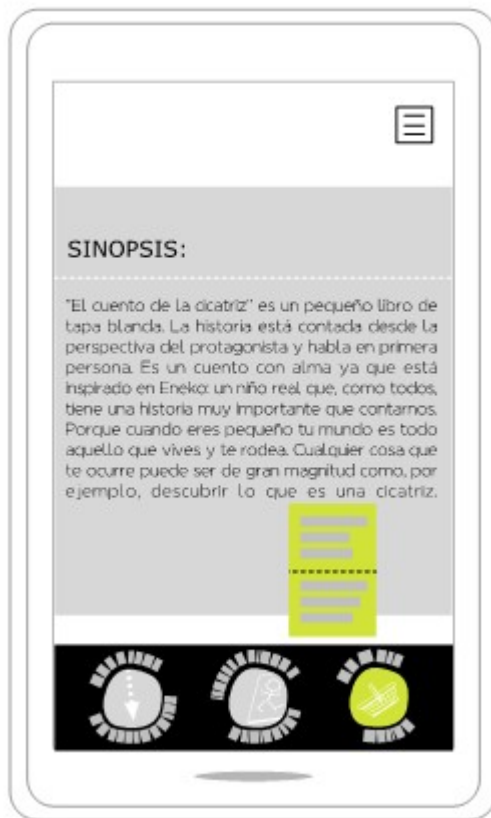 SINOPSIS:
"El cuento de la cicatriz" es un pequeño libro de
tapa blanda. La historia está contada desde la
perspectiva del protagonista y habla en primera
persona. Es un cuento con alma ya que está
inspirado en Eneko: un niño real que, como todos,
tiene una historia muy importante que contarnos.
Porque cuando eres pequeño tu mundo es todo
aquello que vives y te rodea. Cualquier cosa que
te ocurre puede ser de gran magnitud como, por
ejemplo, descubrir lo que es una cicatriz.